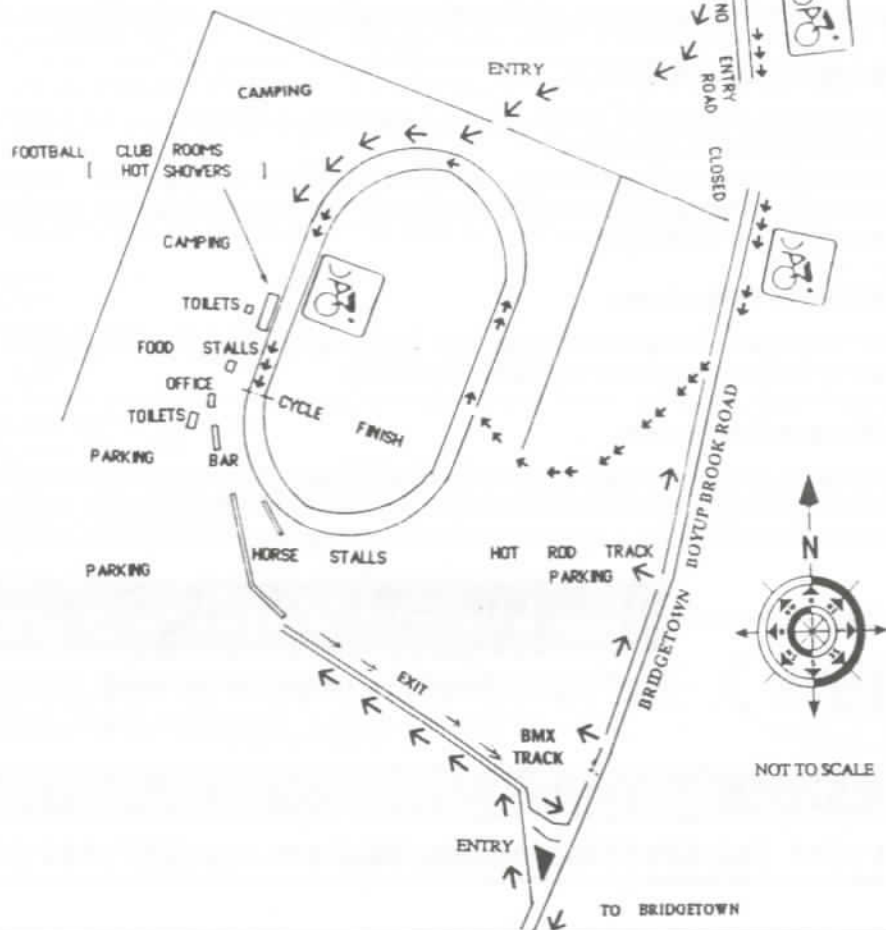 NO ENTRY
ROAD CLOSED
ENTRY
CAMPING
FOOTBALL CLUB ROOMS
[ HOT SHOWERS ]
CAMPING
TOILETS
FOOD STALLS
OFFICE
TOILETS
CYCLE FINISH
PARKING
BAR
BRIDGETOWN BOYUP BROOK ROAD
HORSE STALLS
HOT ROD TRACK
PARKING
PARKING
N
EXIT
BMX
TRACK
NOT TO SCALE
ENTRY
TO BRIDGETOWN